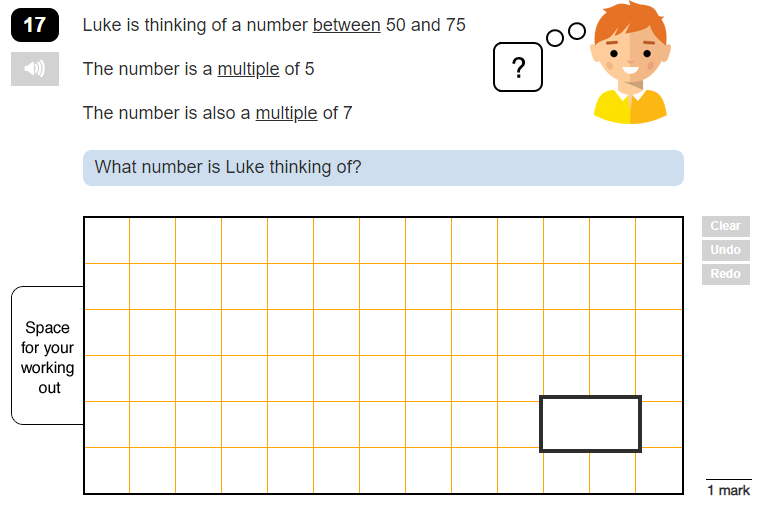 17
Luke is thinking of a number between 50 and 75
The number is a multiple of 5
?
The number is also a multiple of 7
What number is Luke thinking of?
Clear
Undo
Redo
Space
for your
working
out
1 mark